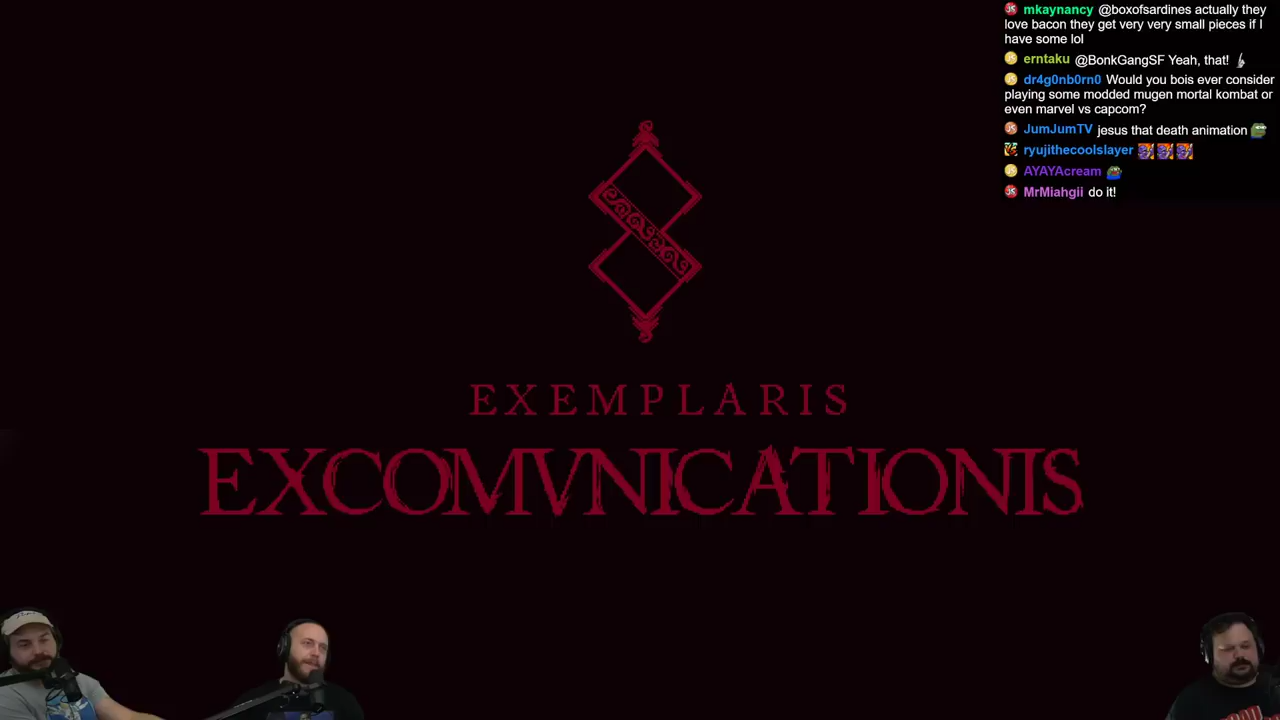 mkaynancy @boxofsardines actually they
love bacon they get very very small pieces if I
have some lol
erntaku @BonkGangSF Yeah, that!
dr4g0nb0rn0 Would you bois ever consider
playing some modded mugen mortal kombat or
even marvel vs capcom?
JumJumTV jesus that death animation
ryujithecoolslayer
AYAYAcream
MrMiahgii do it!
EXEMPLARIS
EXCOMVNICATIONIS